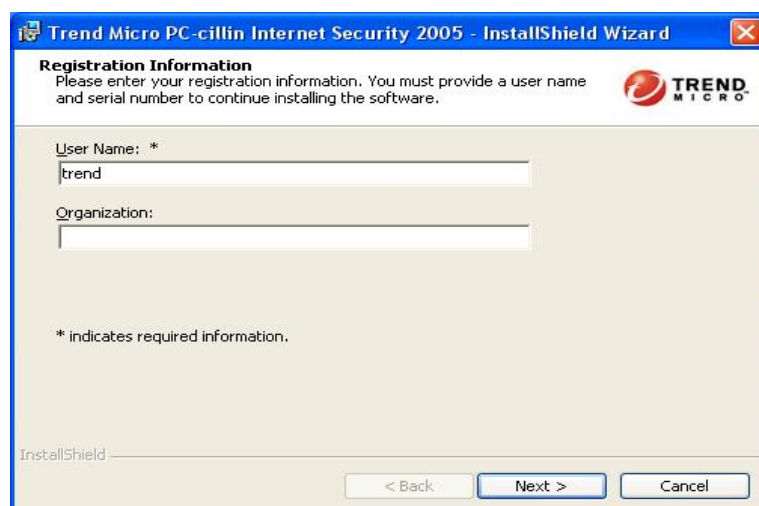 Trend Micro PC-cillin Internet Security 2005 - InstallShield Wizard
Registration Information
Please enter your registration information. You must provide a user name
and serial number to continue installing the software.
TREND
MICRO
User Name: *
trend
Organization:
* indicates required information.
InstallShield
< Back
Next >
Cancel